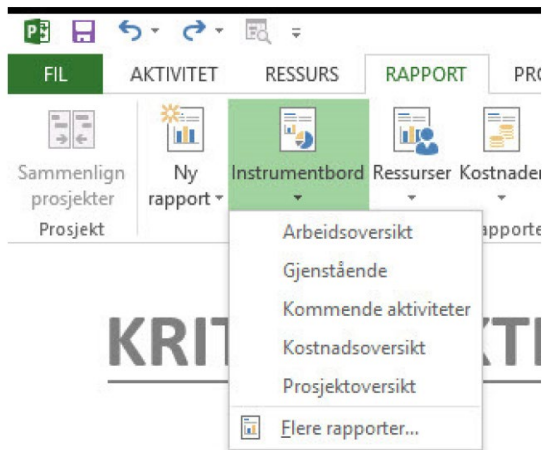 FIL AKTIVITET RESSURS RAPPORT
Sammenlign prosjekter
Ny rapport
Instrumentbord
Ressurser
Kostnader
Prosjekt
Arbeidsoversikt
Gjenstående
Kommende aktiviteter
Kostnadsoversikt
Prosjektoversikt
Flere rapporter...